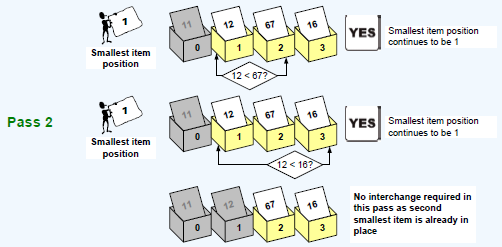 1
11 12 67 16
YES
Smallest item position
continues to be 1
0 1 2 3
Smallest item
position
12 < 67?
Pass 2
1
11 12 67 16
YES
Smallest item position
continues to be 1
0 1 2 3
Smallest item
position
12 < 16?
11 12 67 16
0 1 2 3
No interchange required in
this pass as second
smallest item is already in
place